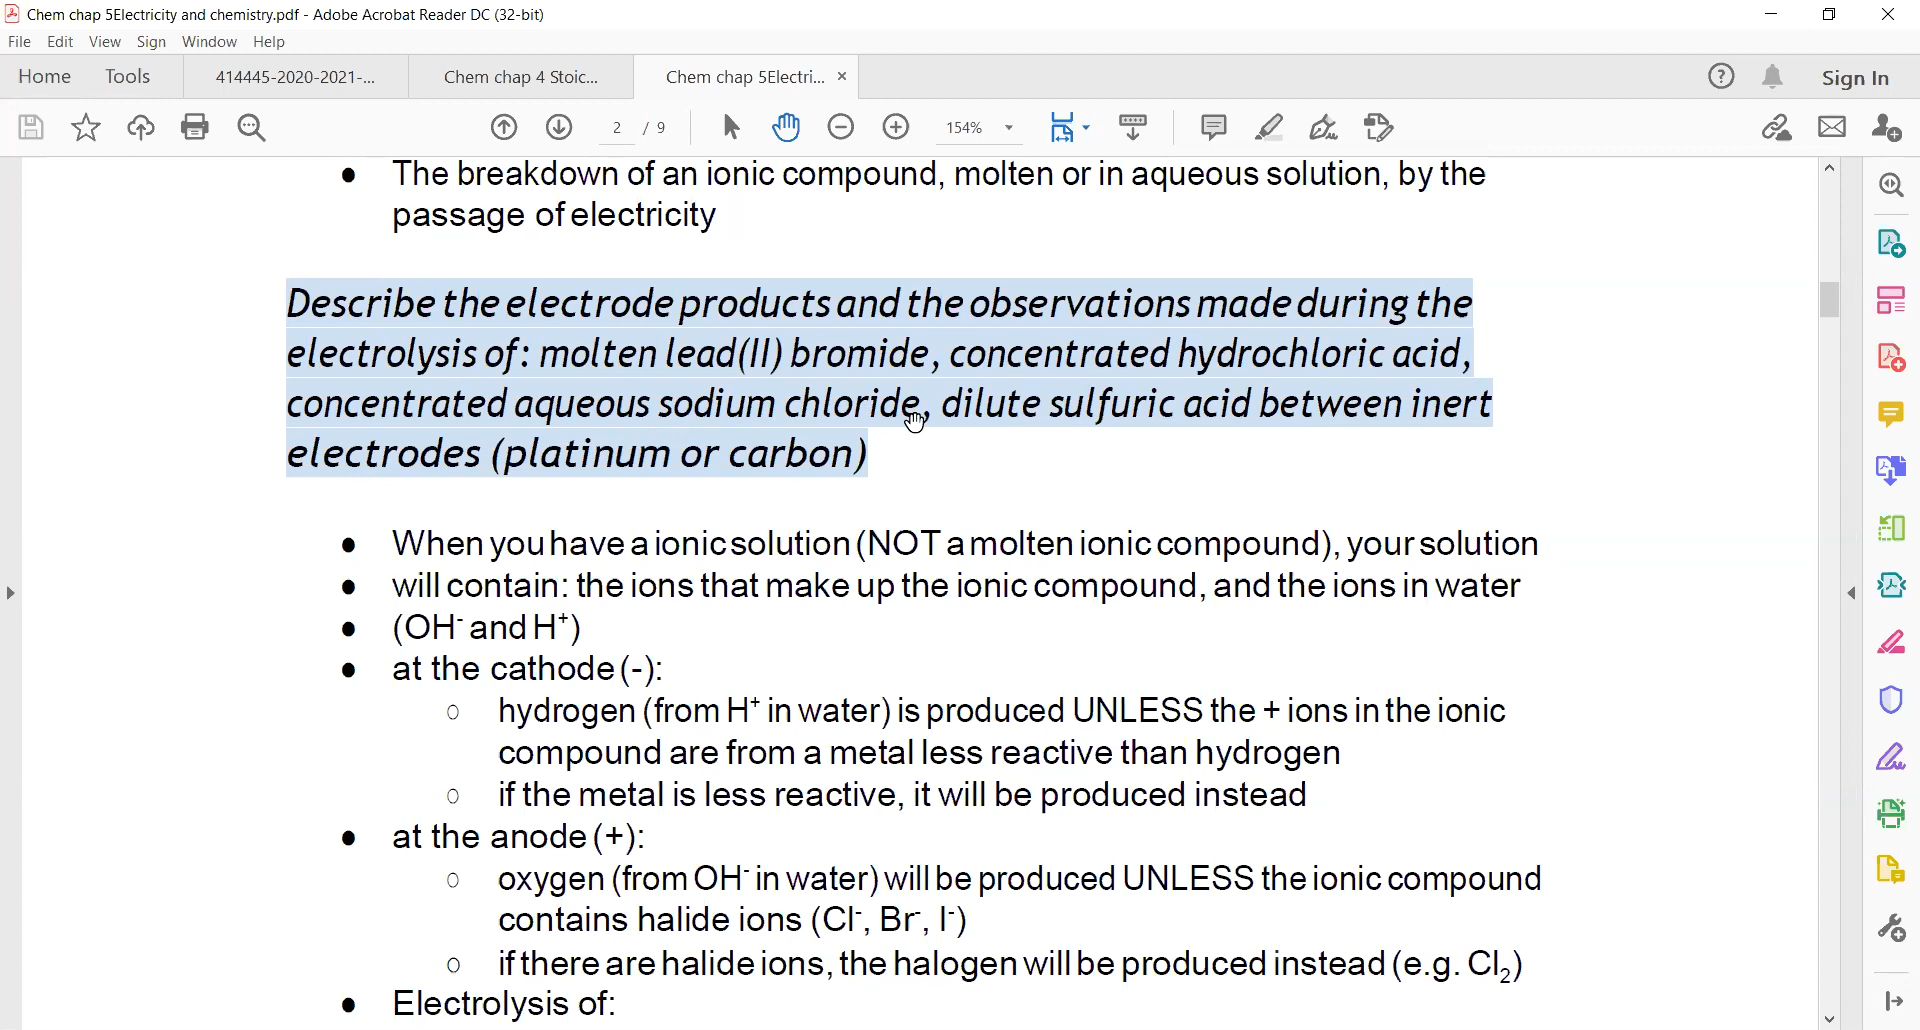 Chem chap 5Electricity and chemistry.pdf - Adobe Acrobat Reader DC (32-bit)
File Edit View Sign Window Help
Home Tools 414445-2020-2021-... Chem chap 4 Stoic... Chem chap 5Electri... × Sign In
2 / 9 154%
• The breakdown of an ionic compound, molten or in aqueous solution, by the
passage of electricity
Describe the electrode products and the observations made during the
electrolysis of: molten lead(II) bromide, concentrated hydrochloric acid,
concentrated aqueous sodium chloride, dilute sulfuric acid between inert
electrodes (platinum or carbon)
• When you have a ionic solution (NOT a molten ionic compound), your solution
• will contain: the ions that make up the ionic compound, and the ions in water
• (OH⁻ and H⁺)
• at the cathode (-):
o hydrogen (from H⁺ in water) is produced UNLESS the + ions in the ionic
compound are from a metal less reactive than hydrogen
o if the metal is less reactive, it will be produced instead
• at the anode (+):
o oxygen (from OH⁻ in water) will be produced UNLESS the ionic compound
contains halide ions (Cl⁻, Br⁻, I⁻)
o if there are halide ions, the halogen will be produced instead (e.g. Cl₂)
• Electrolysis of: